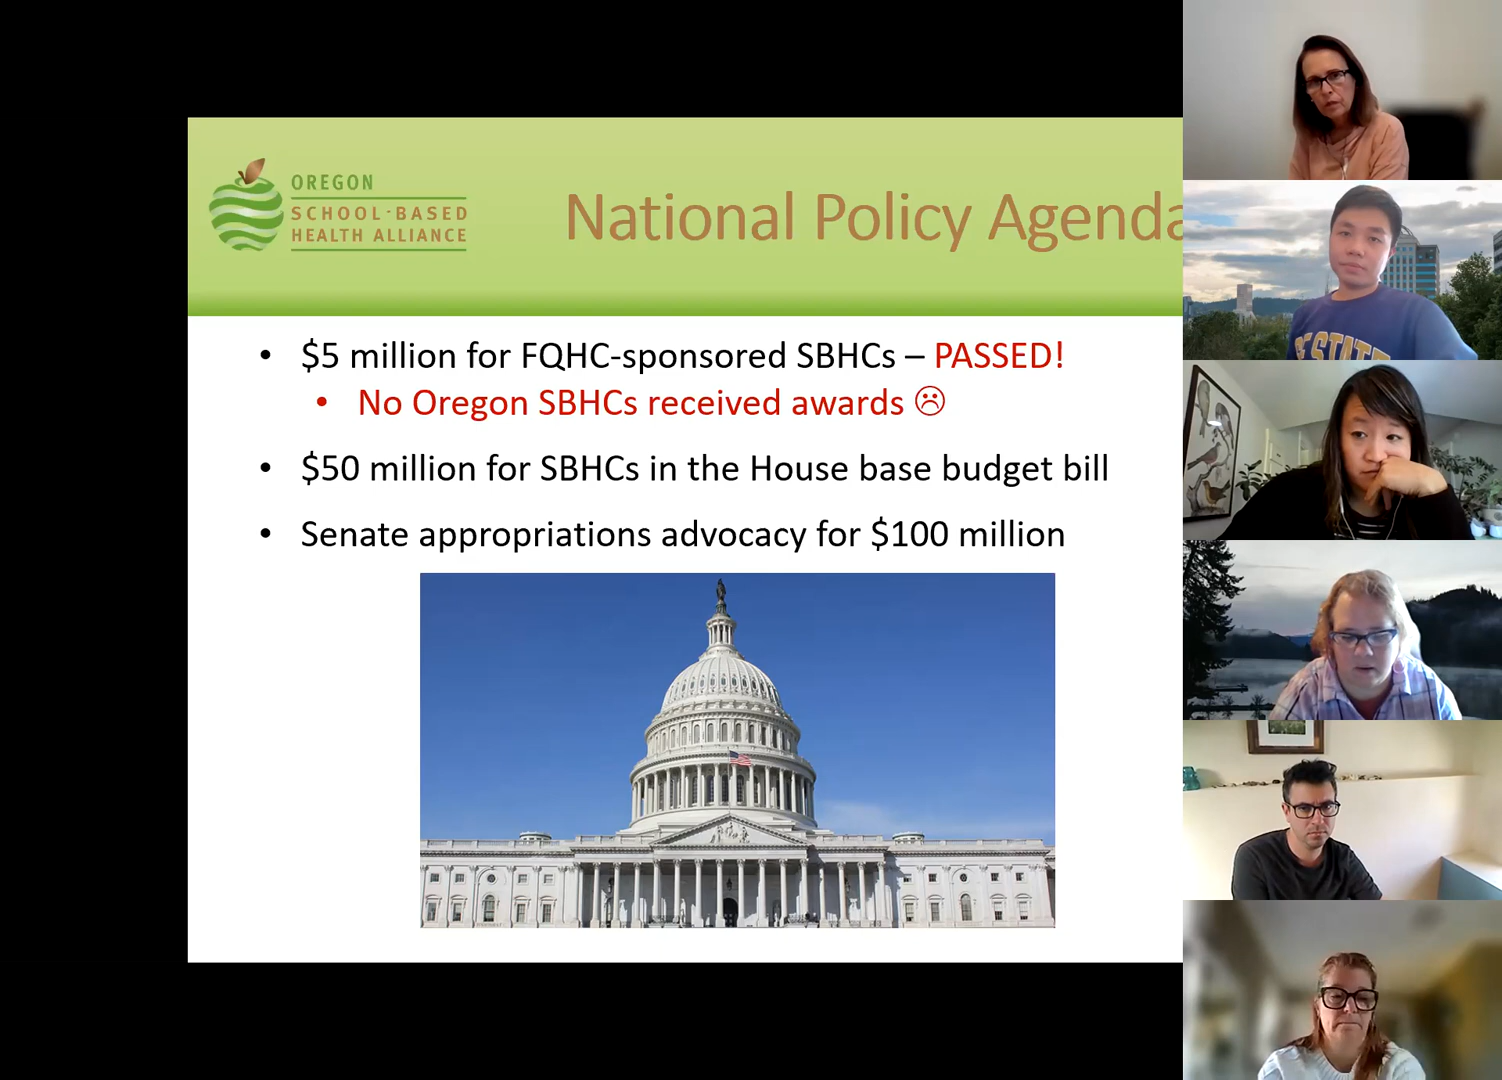 OREGON
SCHOOL-BASED
HEALTH ALLIANCE
National Policy Agenda
• $5 million for FQHC-sponsored SBHCs – PASSED!
• No Oregon SBHCs received awards ☹
• $50 million for SBHCs in the House base budget bill
• Senate appropriations advocacy for $100 million
STATE